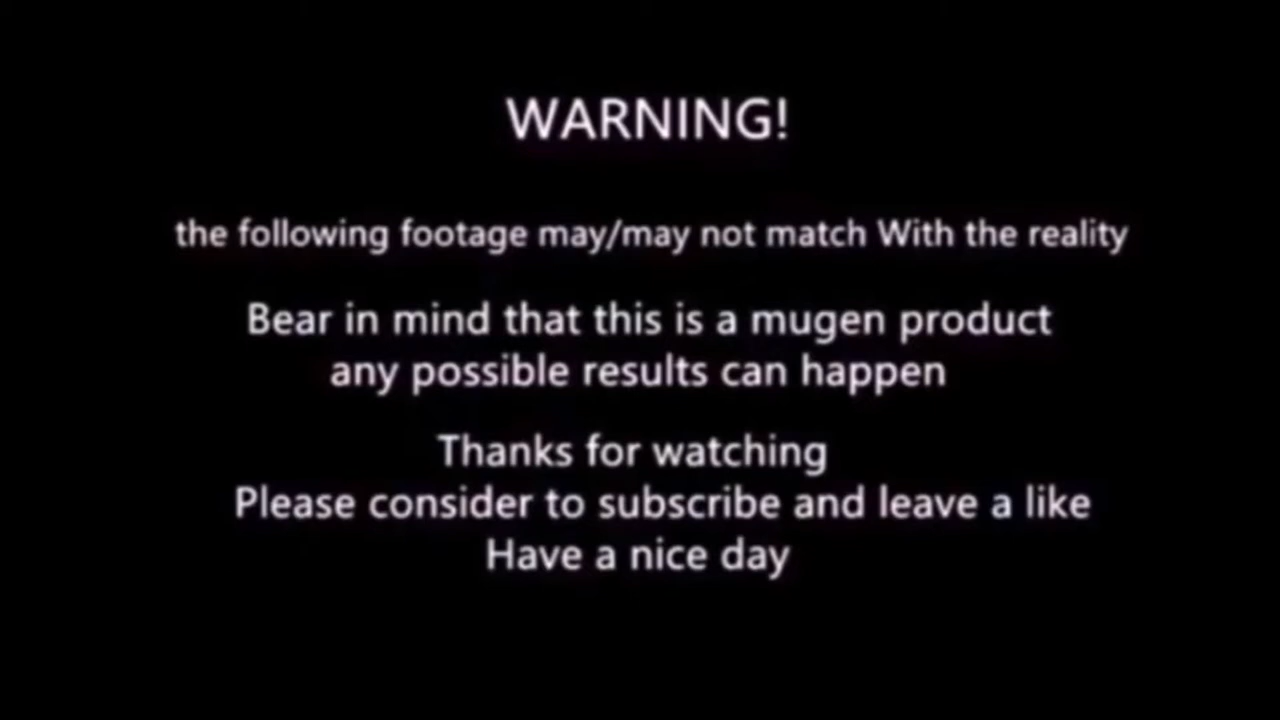 WARNING!
the following footage may/may not match With the reality
Bear in mind that this is a mugen product
any possible results can happen
Thanks for watching
Please consider to subscribe and leave a like
Have a nice day